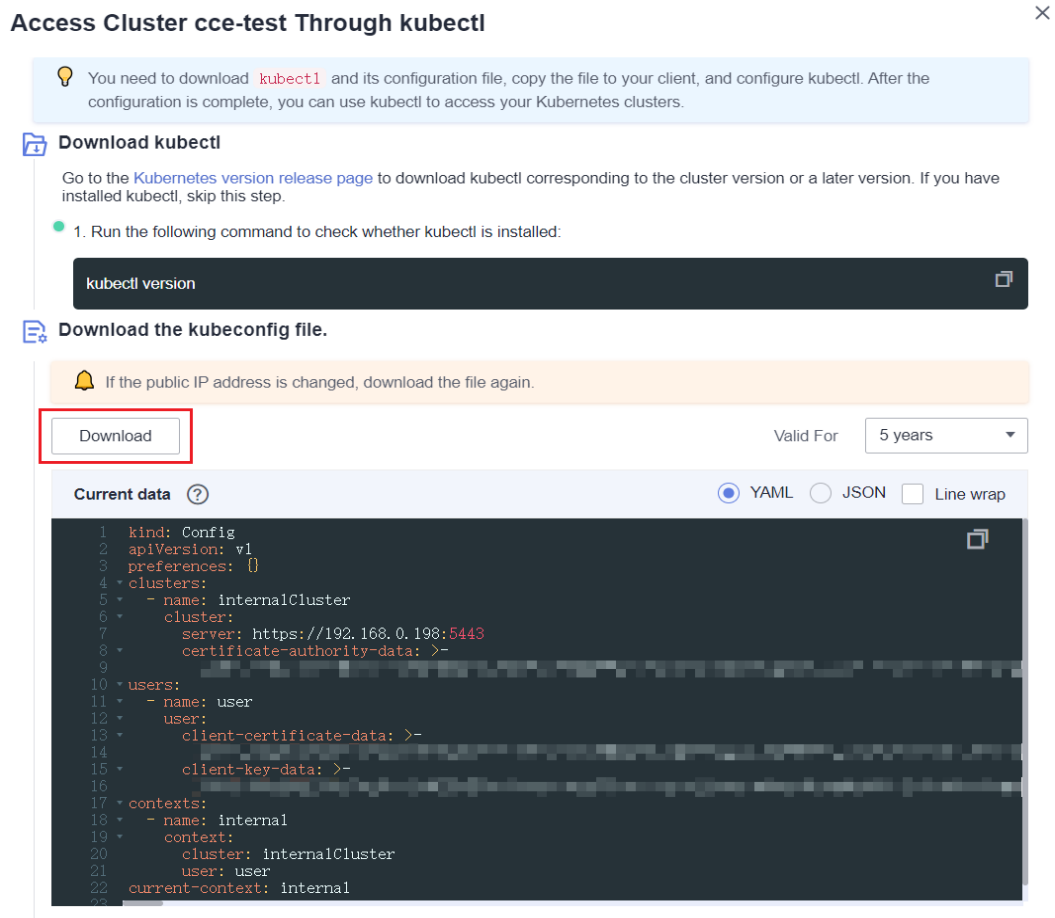 Access Cluster cce-test Through kubectl
You need to download kubectl and its configuration file, copy the file to your client, and configure kubectl. After the
configuration is complete, you can use kubectl to access your Kubernetes clusters.
Download kubectl
Go to the Kubernetes version release page to download kubectl corresponding to the cluster version or a later version. If you have
installed kubectl, skip this step.
1. Run the following command to check whether kubectl is installed:
kubectl version
Download the kubeconfig file.
If the public IP address is changed, download the file again.
Download
Valid For
5 years
Current data
YAML
JSON
Line wrap
1 kind: Config
2 apiVersion: v1
3 preferences: {}
4 clusters:
5 - name: internalCluster
6 cluster:
7 server: https://192.168.0.198:5443
8 certificate-authority-data: >-
9
10 users:
11 - name: user
12 user:
13 client-certificate-data: >-
14
15 client-key-data: >-
16
17 contexts:
18 - name: internal
19 context:
20 cluster: internalCluster
21 user: user
22 current-context: internal
23